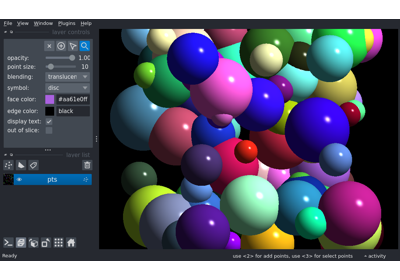 File View Window Plugins Help
layer controls
opacity: 1.00
point size: 10
blending: translucen
symbol: disc
face color: #aa61e0ff
edge color: black
display text:
out of slice:
layer list
pts
Ready
use <2> for add points, use <3> for select points
activity